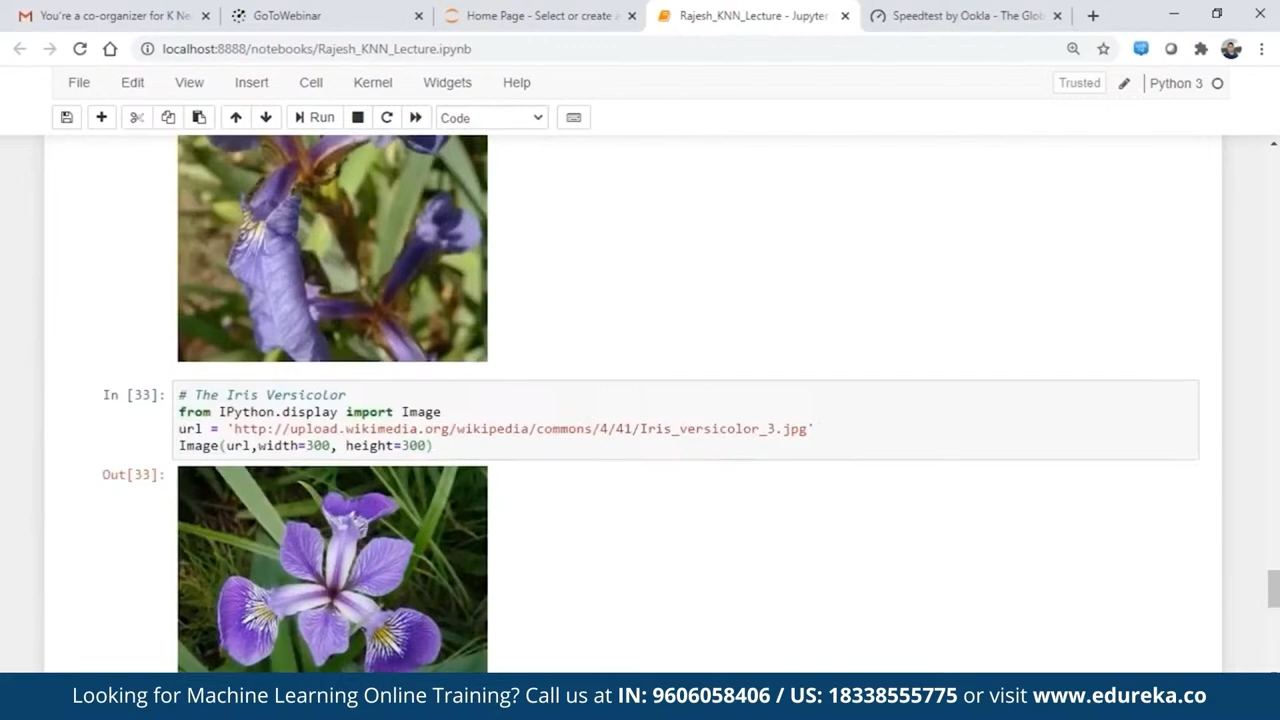 You're a co-organizer for K Ne
GoToWebinar
Home Page - Select or create a
Rajesh_KNN_Lecture - Jupyter
Speedtest by Ookla - The Glob
localhost:8888/notebooks/Rajesh_KNN_Lecture.ipynb
File Edit View Insert Cell Kernel Widgets Help Trusted Python 3
Run Code
In [33]: # The Iris Versicolor
from IPython.display import Image
url = 'http://upload.wikimedia.org/wikipedia/commons/4/41/Iris_versicolor_3.jpg'
Image(url,width=300, height=300)
Out[33]:
Looking for Machine Learning Online Training? Call us at IN: 9606058406 / US: 18338555775 or visit www.edureka.co